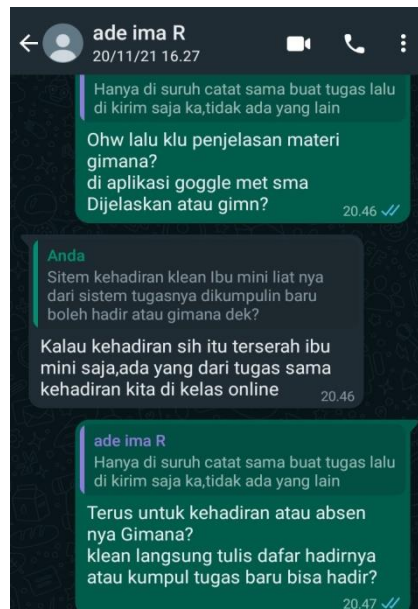 ade ima R
20/11/21 16.27
Hanya di suruh catat sama buat tugas lalu
di kirim saja ka,tidak ada yang lain
Ohw lalu klu penjelasan materi
gimana?
di aplikasi goggle met sma
Dijelaskan atau gimn?
20.46
Anda
Sitem kehadiran klean Ibu mini liat nya
dari sistem tugasnya dikumpulin baru
boleh hadir atau gimana dek?
Kalau kehadiran sih itu terserah ibu
mini saja,ada yang dari tugas sama
kehadiran kita di kelas online
20.46
ade ima R
Hanya di suruh catat sama buat tugas lalu
di kirim saja ka,tidak ada yang lain
Terus untuk kehadiran atau absen
nya Gimana?
klean langsung tulis dafar hadirnya
atau kumpul tugas baru bisa hadir?
20.47